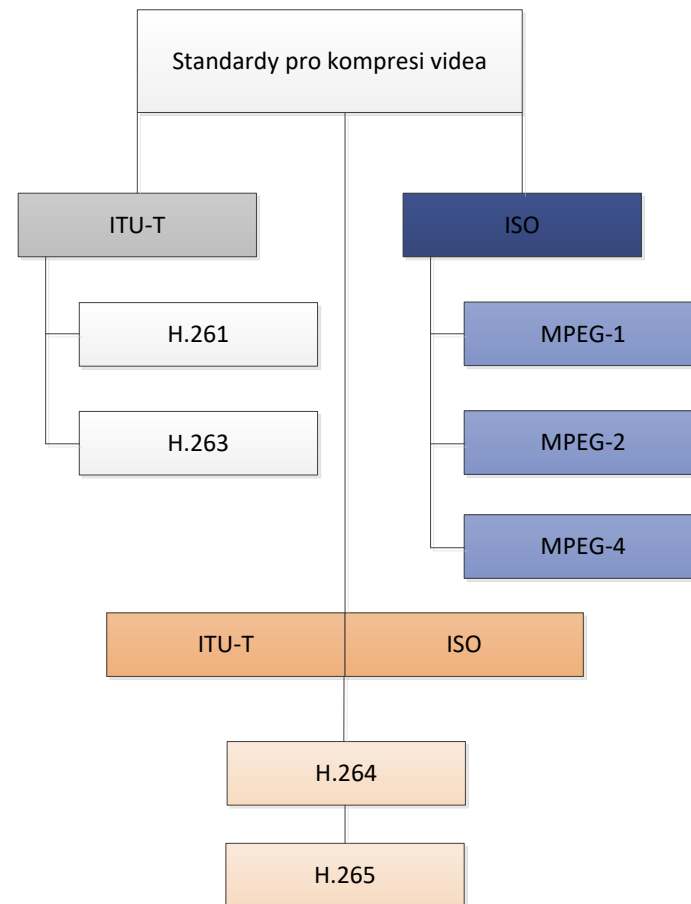 Standardy pro kompresi videa
ITU-T
ISO
H.261
MPEG-1
H.263
MPEG-2
MPEG-4
ITU-T
ISO
H.264
H.265